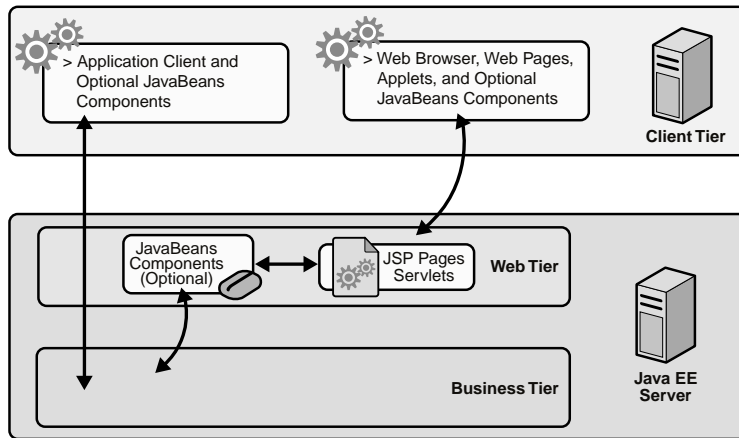 > Application Client and
Optional JavaBeans
Components
> Web Browser, Web Pages,
Applets, and Optional
JavaBeans Components
Client Tier
JavaBeans
Components
(Optional)
JSP Pages
Servlets
Web Tier
Business Tier
Java EE
Server